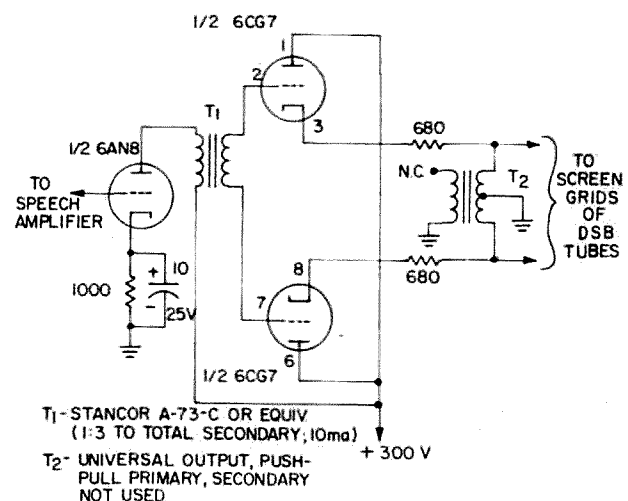 1/2 6CG7
1
2
3
T1
1/2 6AN8
680
N.C.
T2
TO
SPEECH
AMPLIFIER
TO
SCREEN
GRIDS
OF
DSB
TUBES
+
10
1000
-
25V
8
680
7
6
1/2 6CG7
T1- STANCOR A-73-C OR EQUIV
(1:3 TO TOTAL SECONDARY; 10ma)
+ 300 V
T2- UNIVERSAL OUTPUT, PUSH-
PULL PRIMARY, SECONDARY
NOT USED